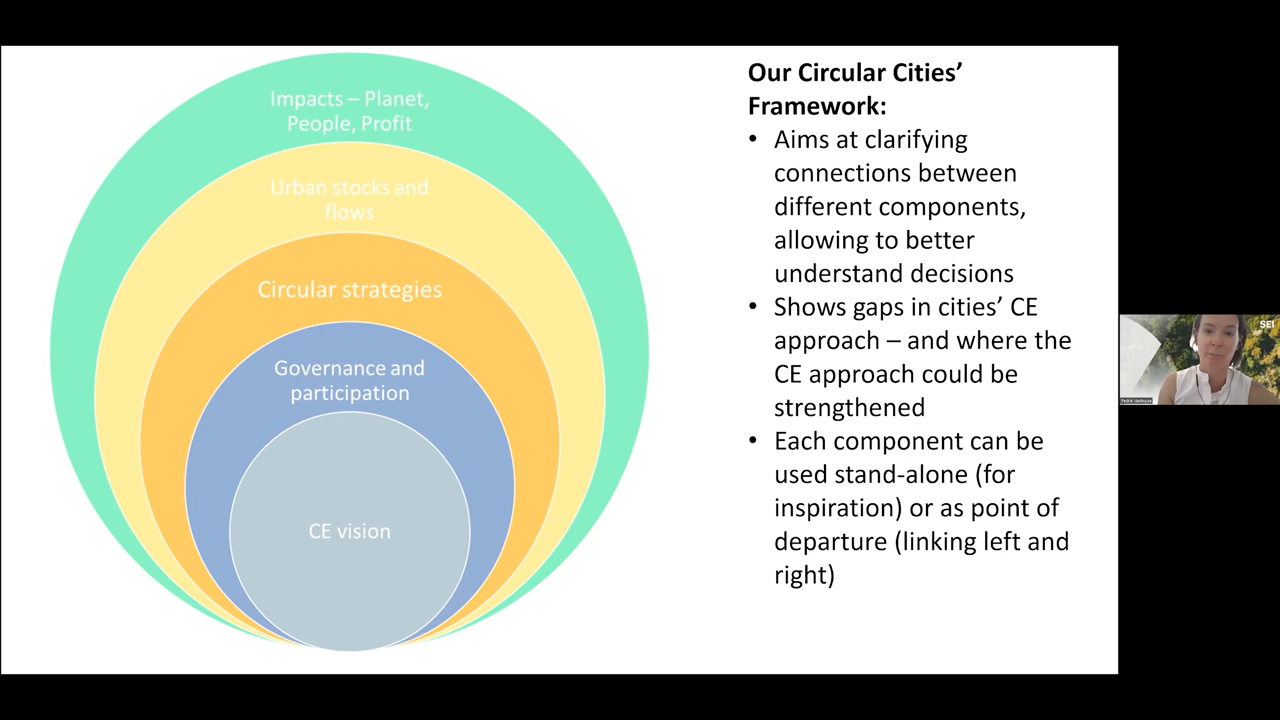 Impacts – Planet,
People, Profit
Urban stocks and
flows
Circular strategies
Governance and
participation
CE vision
Our Circular Cities’
Framework:
• Aims at clarifying
connections between
different components,
allowing to better
understand decisions
• Shows gaps in cities’ CE
approach – and where the
CE approach could be
strengthened
• Each component can be
used stand-alone (for
inspiration) or as point of
departure (linking left and
right)
SEI